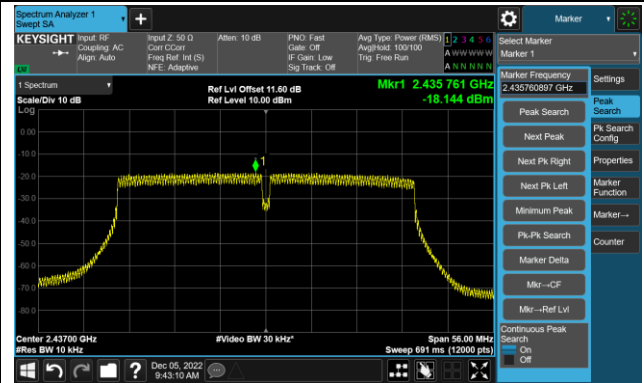 Spectrum Analyzer 1
Swept SA
Marker
KEYSIGHT
Input: RF
Coupling: AC
Align: Auto
Input Z: 50 Ω
Corr CCorr
Freq Ref: Int (S)
NFE: Adaptive
Atten: 10 dB
PNO: Fast
Gate: Off
IF Gain: Low
Sig Track: Off
Avg Type: Power (RMS)
Avg|Hold: 100/100
Trig: Free Run
1 2 3 4 5 6
A W W W W W
A N N N N N
Select Marker
Marker 1
1 Spectrum
Scale/Div 10 dB
Log
Ref Lvl Offset 11.60 dB
Ref Level 10.00 dBm
Mkr1 2.435 761 GHz
-18.144 dBm
0.00
-10.0
-20.0
-30.0
-40.0
-50.0
-60.0
-70.0
-80.0
1
Center 2.43700 GHz
#Res BW 10 kHz
#Video BW 30 kHz*
Span 56.00 MHz
Sweep 691 ms (12000 pts)
Marker Frequency
2.435760897 GHz
Peak Search
Next Peak
Next Pk Right
Next Pk Left
Minimum Peak
Pk-Pk Search
Marker Delta
Mkr→CF
Mkr→Ref Lvl
Continuous Peak
Search
On
Off
Settings
Peak
Search
Pk Search
Config
Properties
Marker
Function
Marker→
Counter
Dec 05, 2022
9:43:10 AM